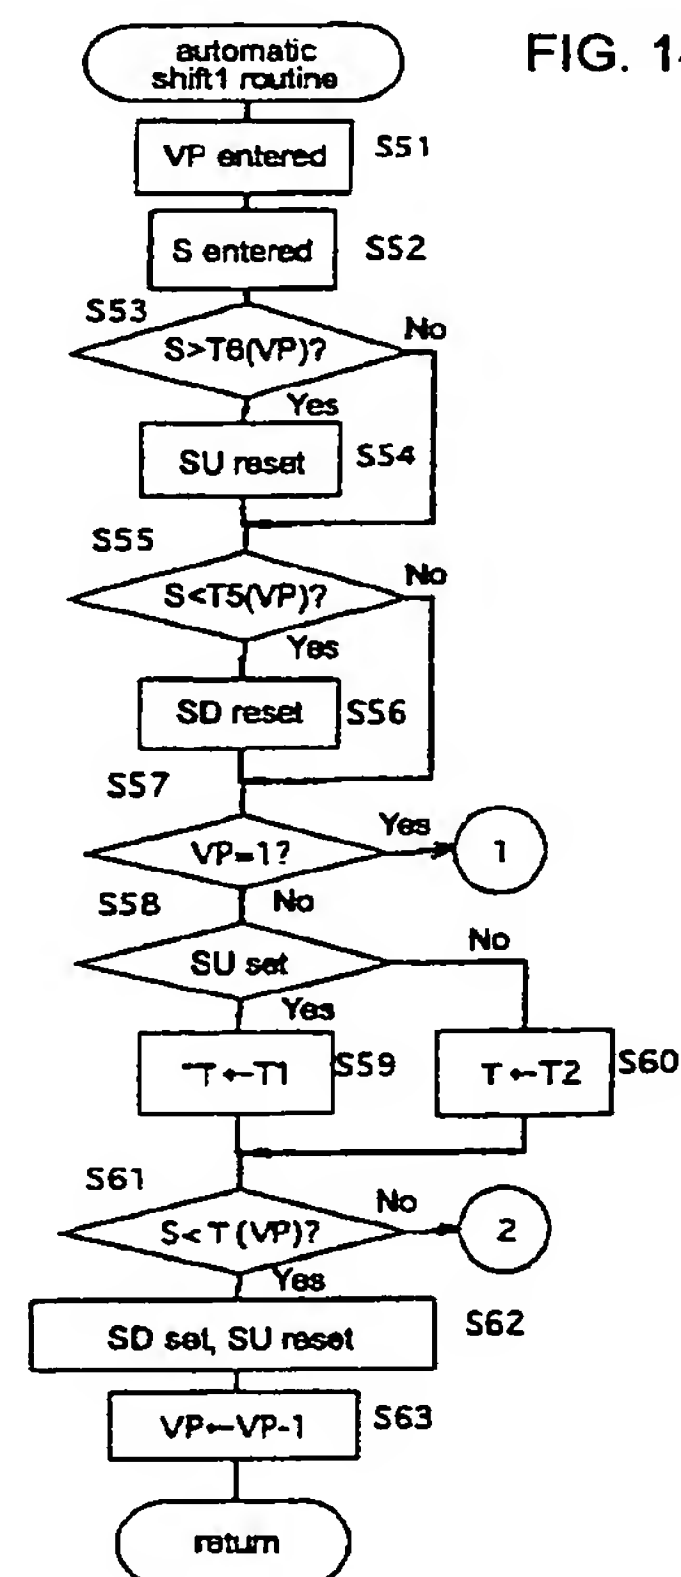 FIG. 14
automatic
shift1 routine
VP entered
S51
S entered
S52
S53
S>T6(VP)?
No
Yes
SU reset
S54
S55
S<T5(VP)?
No
Yes
SD reset
S56
S57
VP=1?
Yes
1
No
S58
SU set
No
Yes
T←T1
S59
T←T2
S60
S61
S<T(VP)?
No
2
Yes
SD set, SU reset
S62
VP←VP-1
S63
return